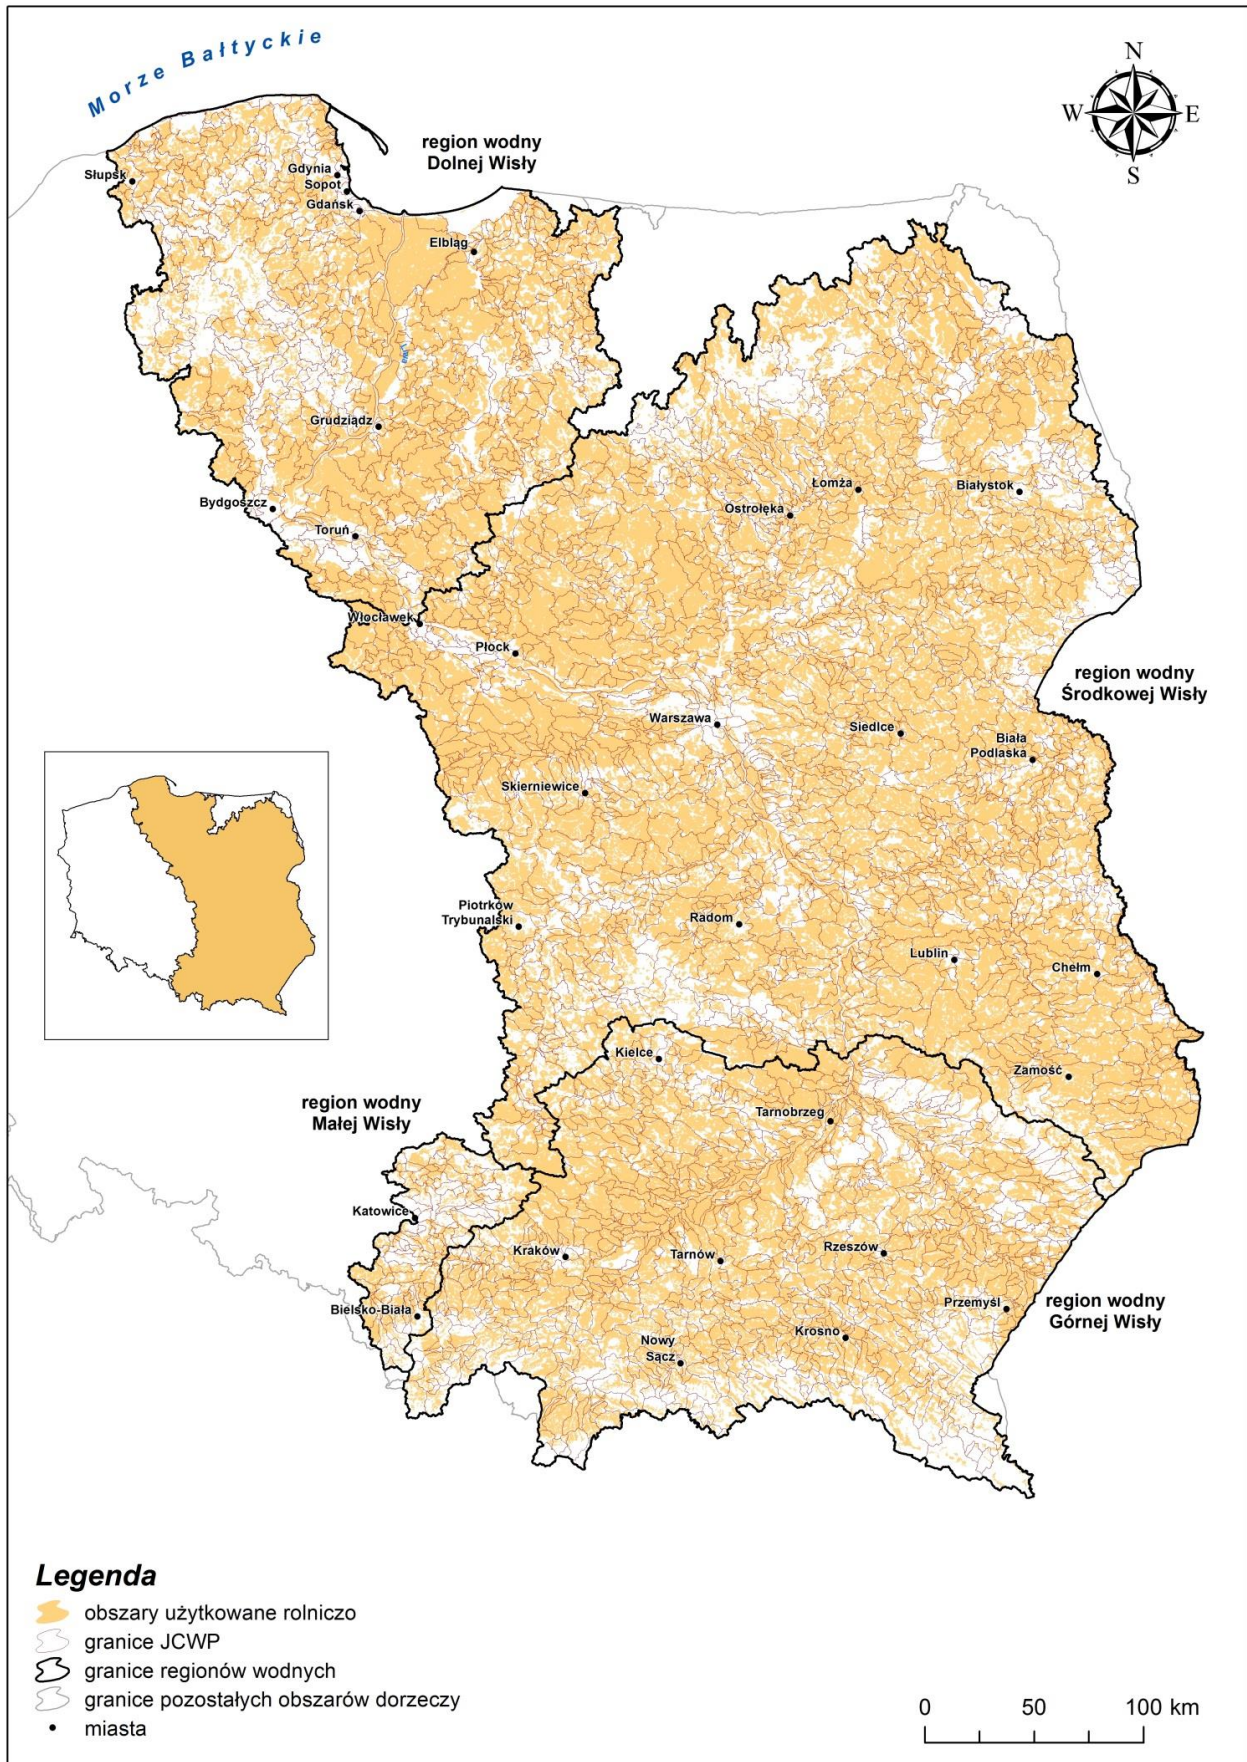 Morze Bałtyckie
N
W
E
S
region wodny
Dolnej Wisły
Słupsk
Gdynia
Sopot
Gdańsk
Elbląg
Grudziądz
Bydgoszcz
Toruń
Łomża
Ostrołęka
Białystok
Włocławek
Płock
region wodny
Środkowej Wisły
Warszawa
Siedlce
Biała
Podlaska
Skierniewice
Piotrków
Trybunalski
Radom
Lublin
Chełm
Kielce
Zamość
region wodny
Małej Wisły
Tarnobrzeg
Katowice
Kraków
Tarnów
Rzeszów
Bielsko-Biała
Przemyśl
region wodny
Górnej Wisły
Krosno
Nowy
Sącz
Legenda
obszary użytkowane rolniczo
granice JCWP
granice regionów wodnych
granice pozostałych obszarów dorzeczy
miasta
0 50 100 km